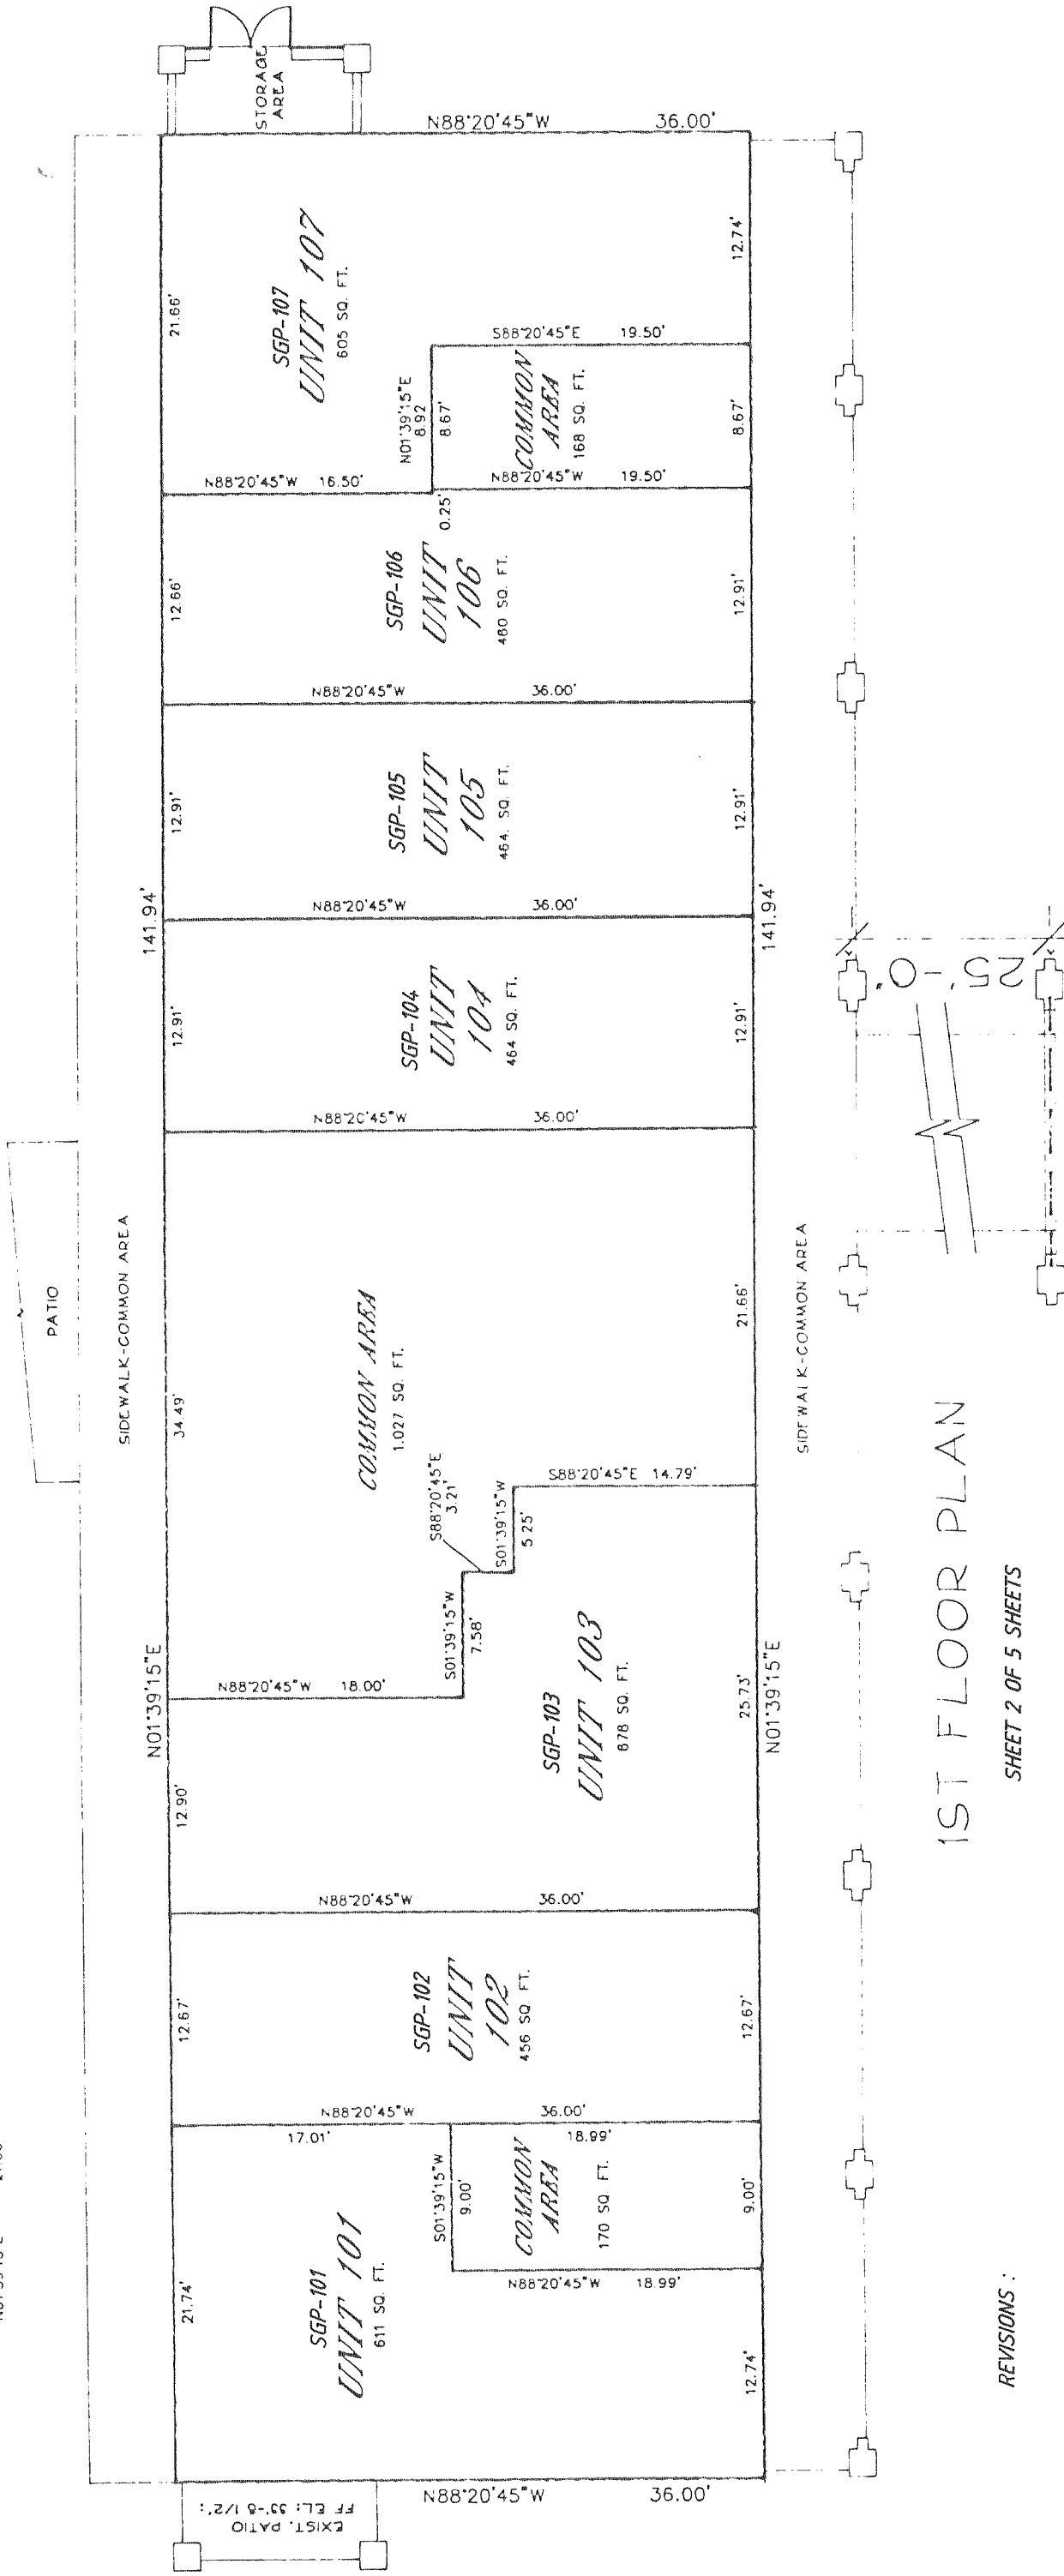 STORAGE
AREA
N88°20'45"W 36.00'
21.66'
SGP-107
UNIT 107
605 SQ. FT.
12.74'
S88°20'45"E 19.50'
N01°39'15"E
8.92
8.67'
COMMON
AREA
168 SQ. FT.
8.67'
N88°20'45"W 16.50'
N88°20'45"W 19.50'
0.25'
12.66'
SGP-106
UNIT
106
460 SQ. FT.
12.91'
N88°20'45"W 36.00'
12.91'
SGP-105
UNIT
105
464. SQ. FT.
12.91'
141.94'
N88°20'45"W 36.00'
141.94'
12.91'
SGP-104
UNIT
104
464 SQ. FT.
12.91'
25'-0"
N88°20'45"W 36.00'
PATIO
SIDEWALK-COMMON AREA
34.49'
COMMON AREA
1.027 SQ. FT.
21.66'
SIDEWALK-COMMON AREA
S88°20'45"E
3.21'
S01°39'15"W
5.25'
S88°20'45"E 14.79'
S01°39'15"W
7.58'
N88°20'45"W 18.00'
N01°39'15"E
12.90'
SGP-103
UNIT 103
678 SQ. FT.
25.73'
N01°39'15"E
1ST FLOOR PLAN
SHEET 2 OF 5 SHEETS
N88°20'45"W 36.00'
12.67'
SGP-102
UNIT
102
456 SQ FT.
12.67'
N88°20'45"W 36.00'
17.01' 18.99'
S01°39'15"W
9.00'
COMMON
AREA
170 SQ FT.
9.00'
N88°20'45"W 18.99'
21.74'
SGP-101
UNIT 101
611 SQ. FT.
12.74'
N88°20'45"W 36.00'
EXIST. PATIO
REVISIONS :